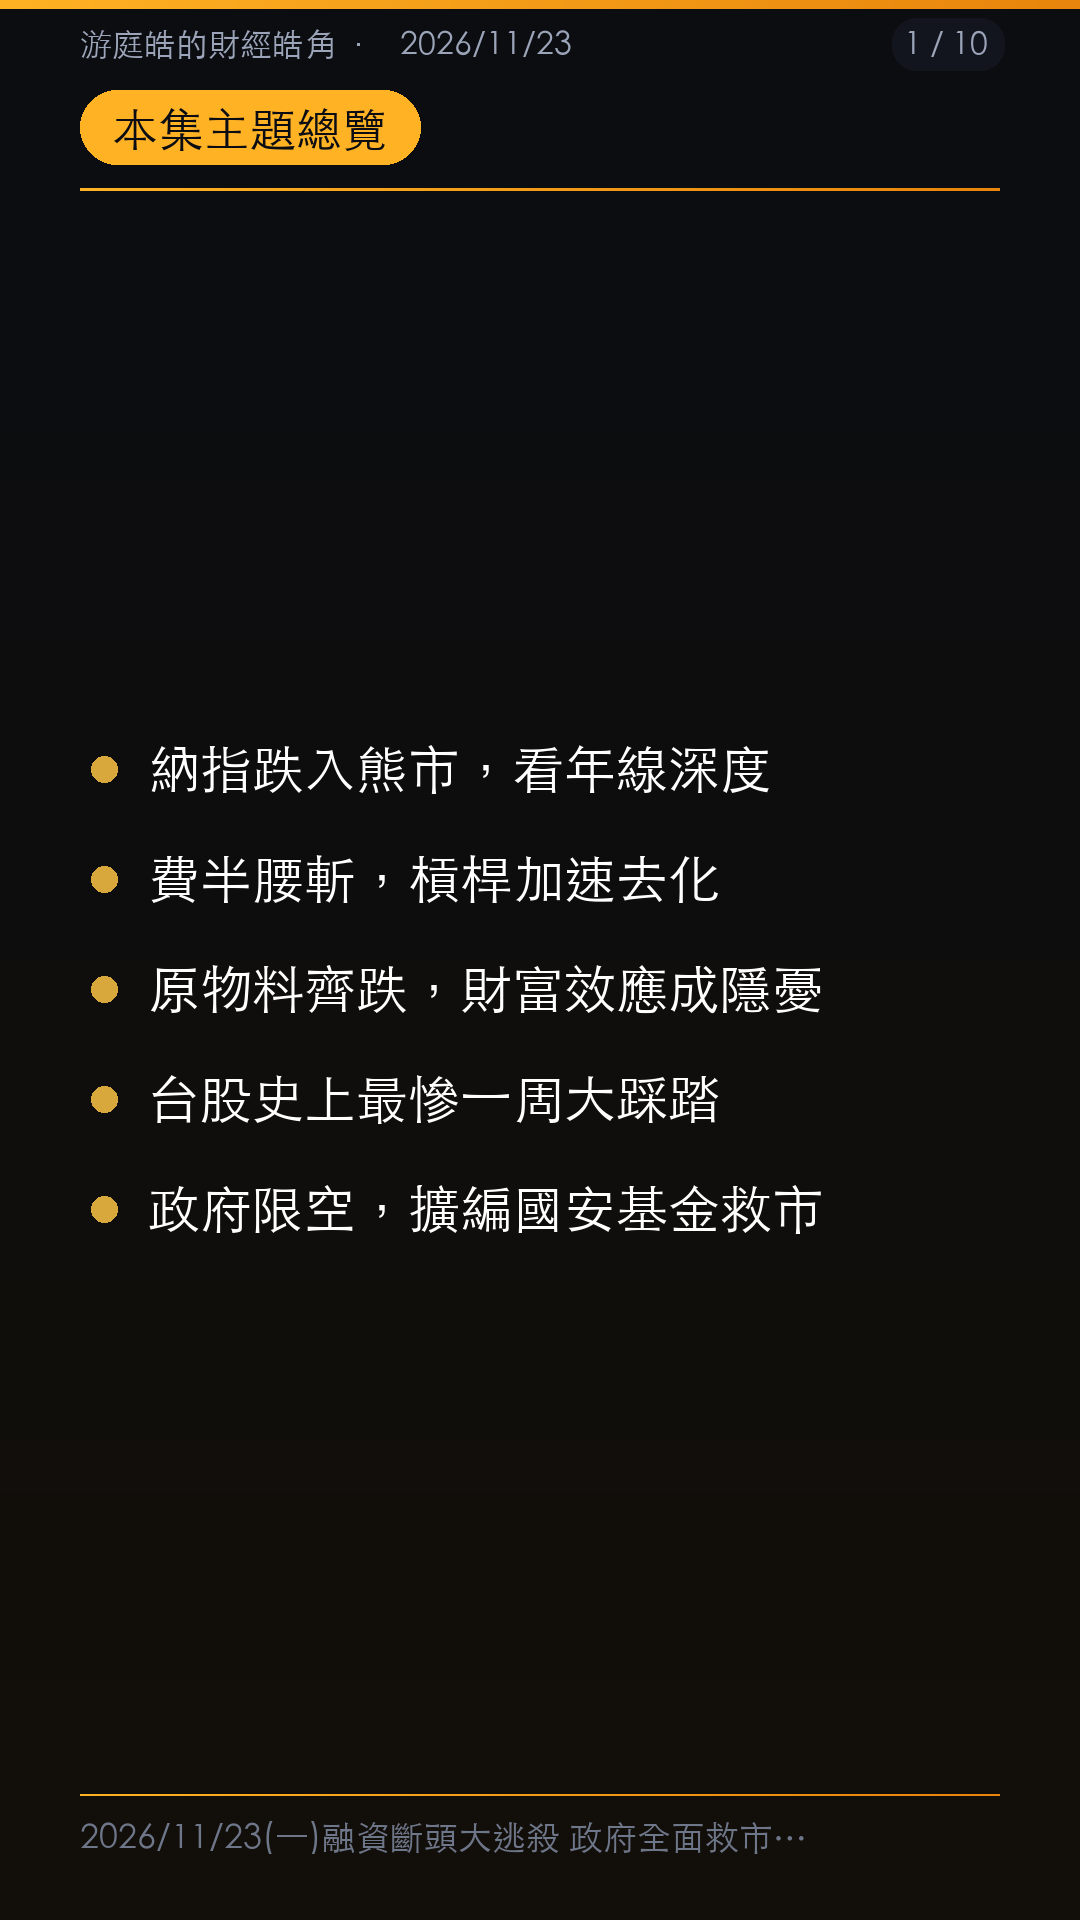 游庭皓的財經皓角 · 2026/11/23
1 / 10
本集主題總覽
納指跌入熊市，看年線深度
費半腰斬，槓桿加速去化
原物料齊跌，財富效應成隱憂
台股史上最慘一周大踩踏
政府限空，擴編國安基金救市
2026/11/23(一)融資斷頭大逃殺 政府全面救市⋯